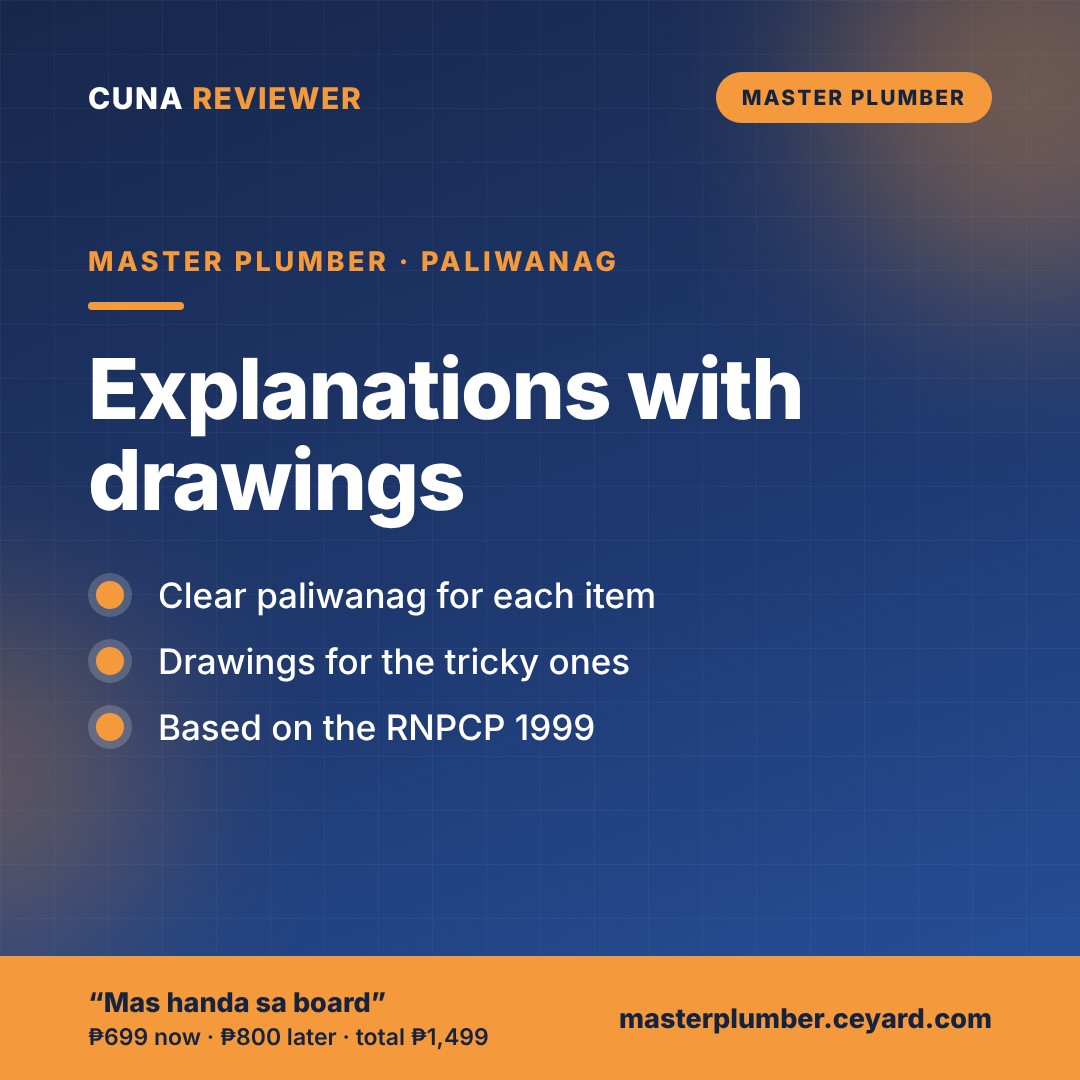 CUNA REVIEWER
MASTER PLUMBER
MASTER PLUMBER · PALIWANAG
Explanations with
drawings
Clear paliwanag for each item
Drawings for the tricky ones
Based on the RNPCP 1999
“Mas handa sa board”
₱699 now · ₱800 later · total ₱1,499
masterplumber.ceyard.com